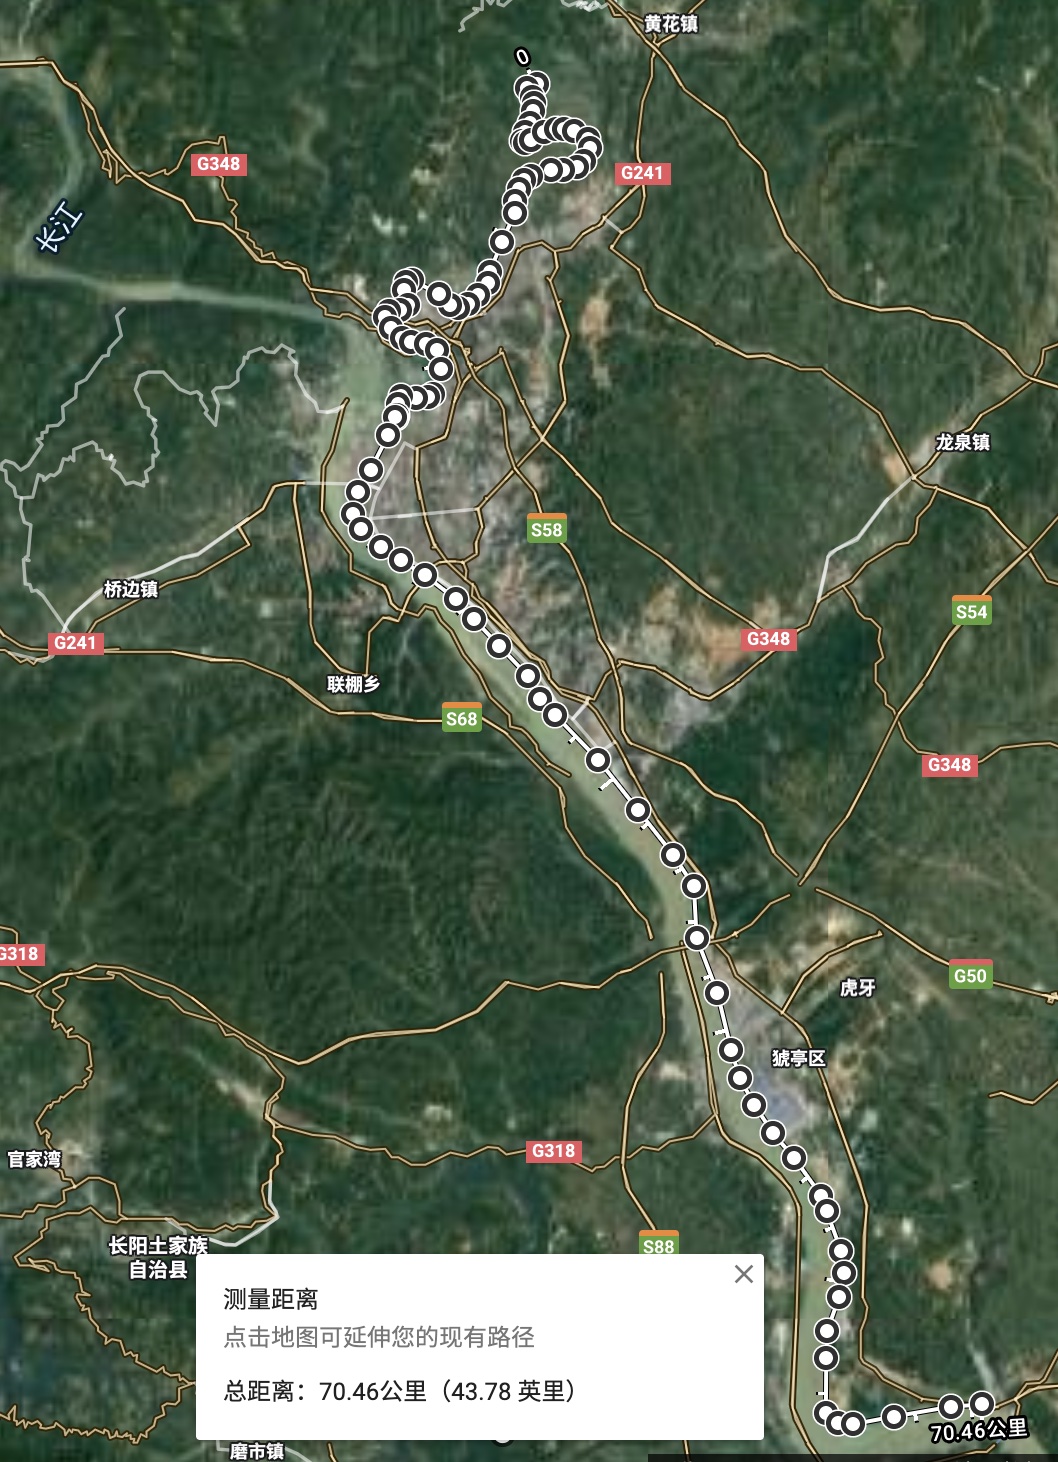 黄花镇
0
G348
G241
长江
龙泉镇
S58
桥边镇
S54
G241
G348
联棚乡
S68
G348
G318
G50
虎牙
猇亭区
官家湾
G318
长阳土家族
自治县
S88
测量距离
点击地图可延伸您的现有路径
总距离：70.46公里（43.78 英里）
70.46公里
磨市镇